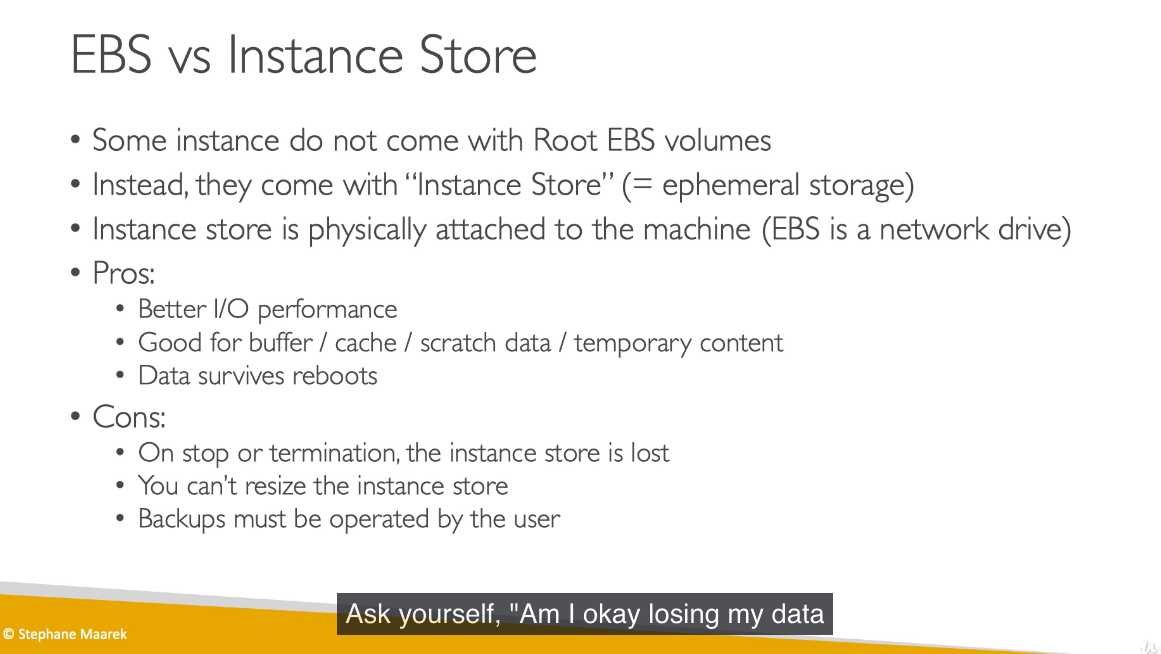 EBS vs Instance Store
• Some instance do not come with Root EBS volumes
• Instead, they come with “Instance Store” (= ephemeral storage)
• Instance store is physically attached to the machine (EBS is a network drive)
• Pros:
• Better I/O performance
• Good for buffer / cache / scratch data / temporary content
• Data survives reboots
• Cons:
• On stop or termination, the instance store is lost
• You can’t resize the instance store
• Backups must be operated by the user
Ask yourself, "Am I okay losing my data
© Stephane Maarek